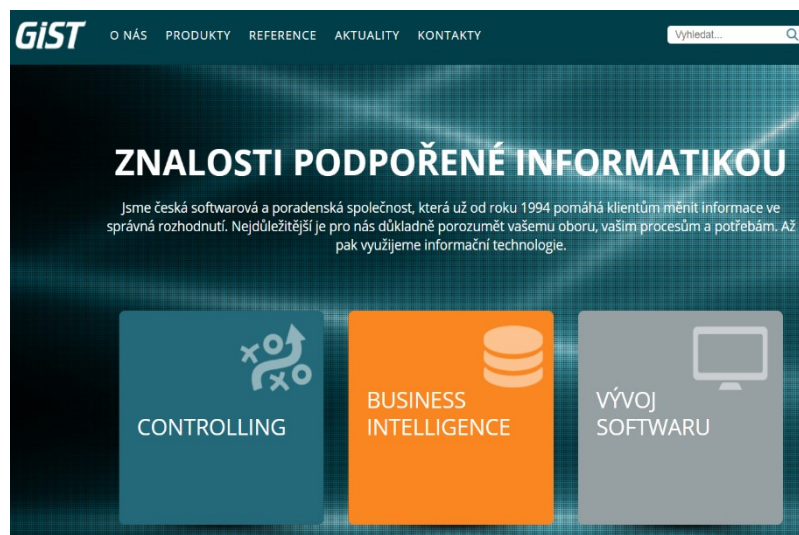 GiST
O NÁS PRODUKTY REFERENCE AKTUALITY KONTAKTY
Vyhledat...
ZNALOSTI PODPOŘENÉ INFORMATIKOU
Jsme česká softwarová a poradenská společnost, která už od roku 1994 pomáhá klientům měnit informace ve
správná rozhodnutí. Nejdůležitější je pro nás důkladně porozumět vašemu oboru, vašim procesům a potřebám. Až
pak využijeme informační technologie.
CONTROLLING
BUSINESS
INTELLIGENCE
VÝVOJ
SOFTWARU